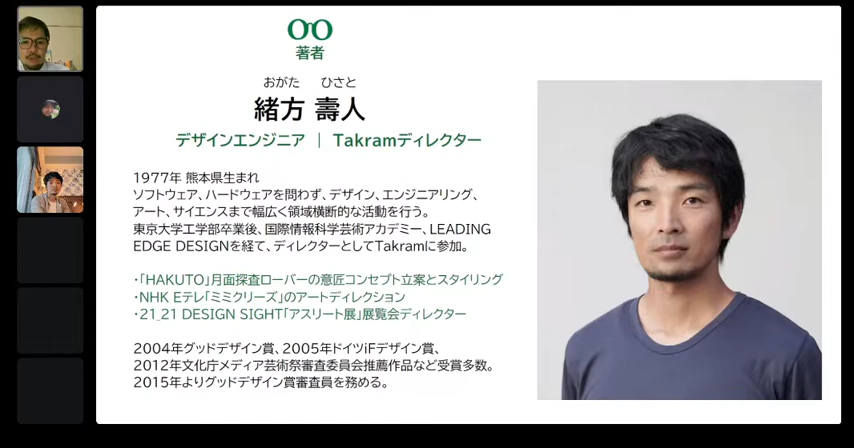 著者
おがた ひさと
緒方 壽人
デザインエンジニア | Takramディレクター
1977年 熊本県生まれ
ソフトウェア、ハードウェアを問わず、デザイン、エンジニアリング、
アート、サイエンスまで幅広く領域横断的な活動を行う。
東京大学工学部卒業後、国際情報科学芸術アカデミー、LEADING
EDGE DESIGNを経て、ディレクターとしてTakramに参加。
・「HAKUTO」月面探査ローバーの意匠コンセプト立案とスタイリング
・NHK Eテレ「ミミクリーズ」のアートディレクション
・21_21 DESIGN SIGHT「アスリート展」展覧会ディレクター
2004年グッドデザイン賞、2005年ドイツiFデザイン賞、
2012年文化庁メディア芸術祭審査委員会推薦作品など受賞多数。
2015年よりグッドデザイン賞審査員を務める。